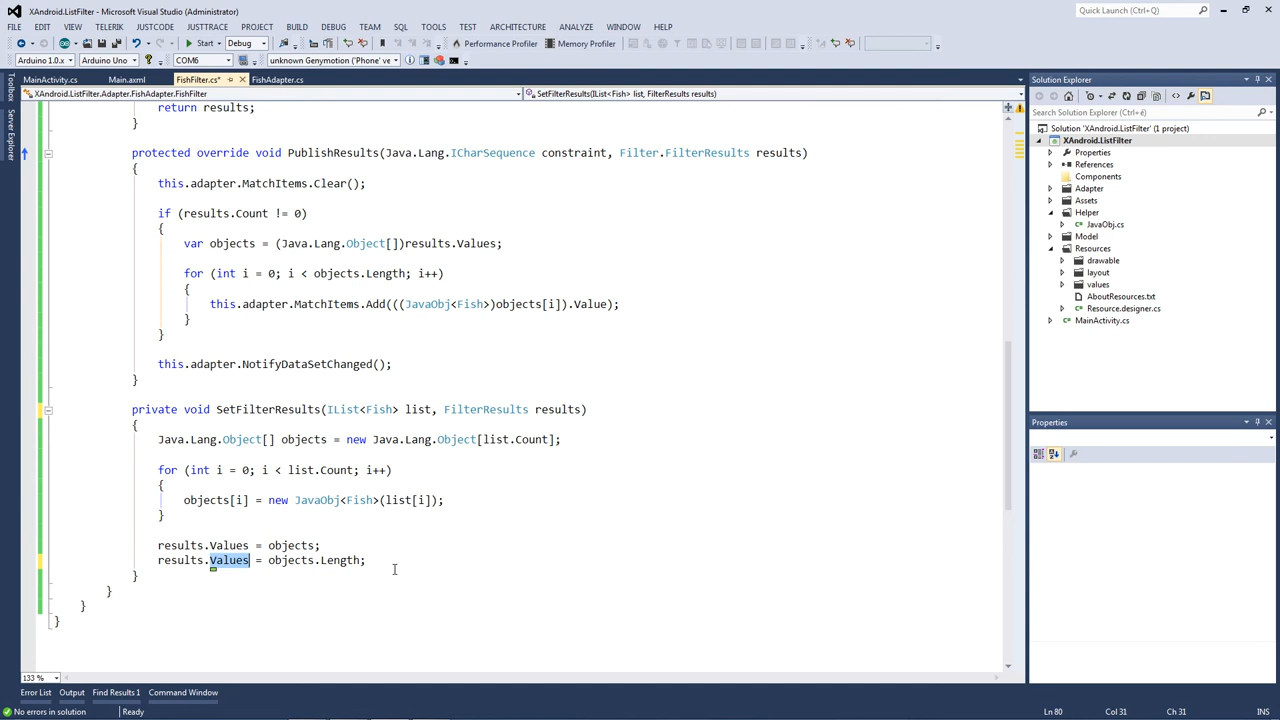 XAndroid.ListFilter - Microsoft Visual Studio (Administrator)
Quick Launch (Ctrl+Q)
FILE EDIT VIEW TELERIK JUSTCODE JUSTTRACE PROJECT BUILD DEBUG TEAM SQL TOOLS TEST ARCHITECTURE ANALYZE WINDOW HELP
Start Debug Performance Profiler Memory Profiler
Arduino 1.0.x Arduino Uno COM6 unknown Genymotion ('Phone' ve
Toolbox
Server Explorer
MainActivity.cs Main.axml FishFilter.cs* FishAdapter.cs
XAndroid.ListFilter.Adapter.FishAdapter.FishFilter SetFilterResults(IList<Fish> list, FilterResults results)
return results;
}
protected override void PublishResults(Java.Lang.ICharSequence constraint, Filter.FilterResults results)
{
this.adapter.MatchItems.Clear();
if (results.Count != 0)
{
var objects = (Java.Lang.Object[])results.Values;
for (int i = 0; i < objects.Length; i++)
{
this.adapter.MatchItems.Add(((JavaObj<Fish>)objects[i]).Value);
}
}
this.adapter.NotifyDataSetChanged();
}
private void SetFilterResults(IList<Fish> list, FilterResults results)
{
Java.Lang.Object[] objects = new Java.Lang.Object[list.Count];
for (int i = 0; i < list.Count; i++)
{
objects[i] = new JavaObj<Fish>(list[i]);
}
results.Values = objects;
results.Values = objects.Length;
}
}
}
}
133 %
Solution Explorer
Search Solution Explorer (Ctrl+é)
Solution 'XAndroid.ListFilter' (1 project)
XAndroid.ListFilter
Properties
References
Components
Adapter
Assets
Helper
JavaObj.cs
Model
Resources
drawable
layout
values
AboutResources.txt
Resource.designer.cs
MainActivity.cs
Properties
Error List Output Find Results 1 Command Window
No errors in solution Ready Ln 80 Col 31 Ch 31 INS